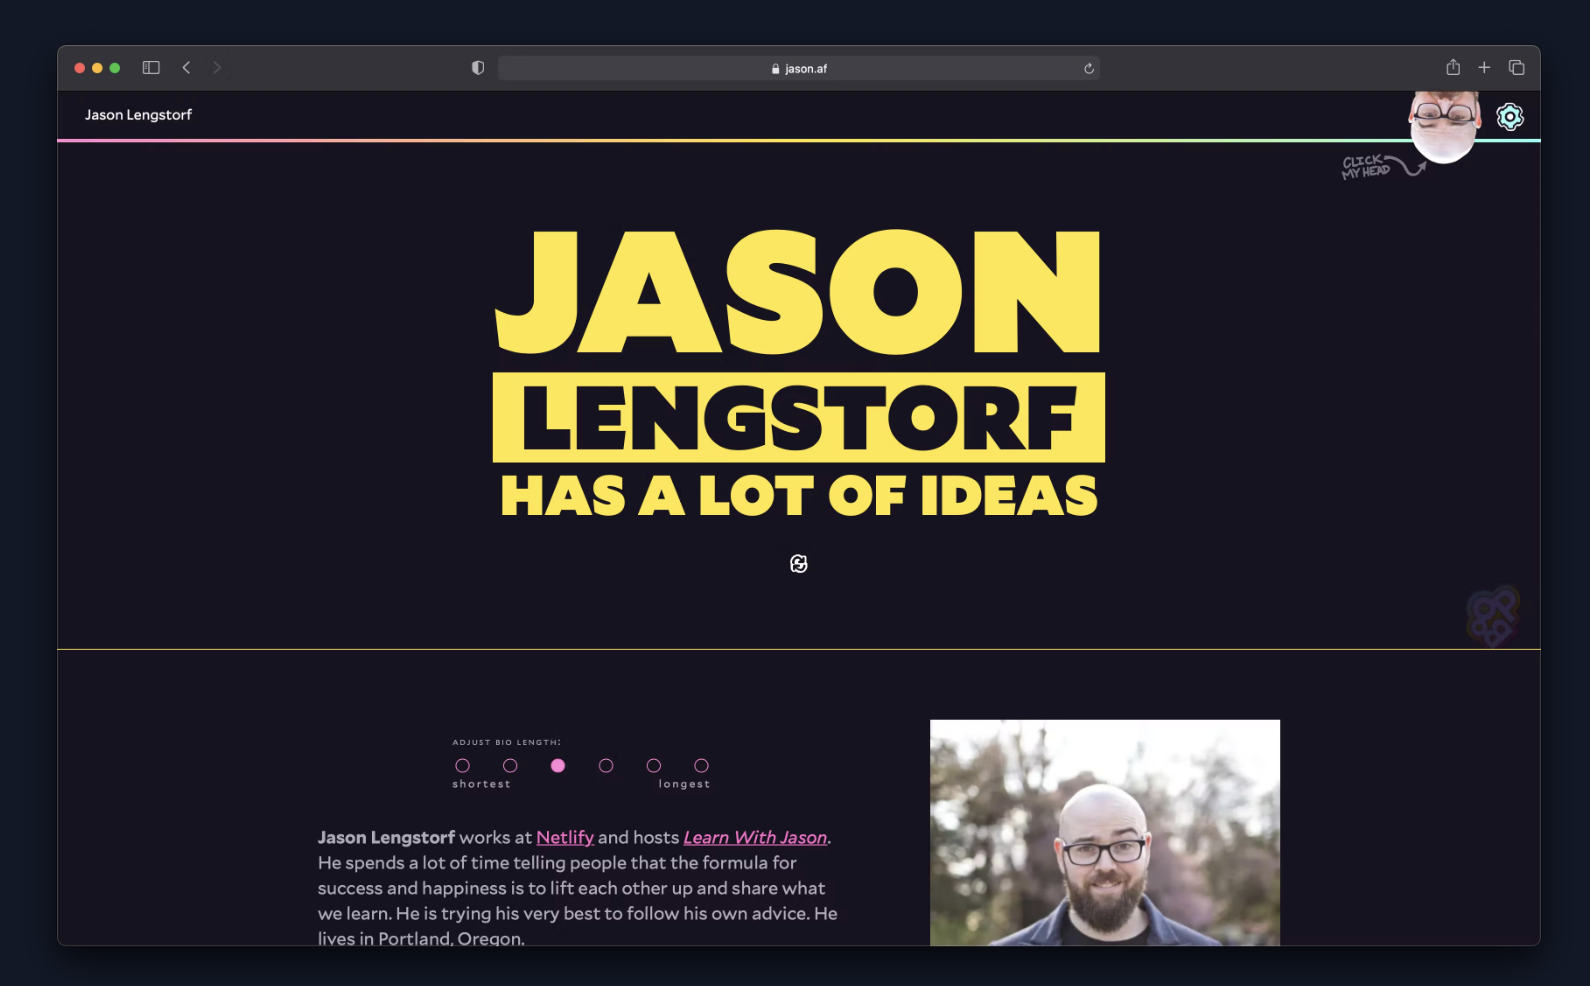 jason.af
Jason Lengstorf
CLICK
MY HEAD
JASON
LENGSTORF
HAS A LOT OF IDEAS
ADJUST BIO LENGTH:
shortest longest
Jason Lengstorf works at Netlify and hosts Learn With Jason.
He spends a lot of time telling people that the formula for
success and happiness is to lift each other up and share what
we learn. He is trying his very best to follow his own advice. He
lives in Portland, Oregon.